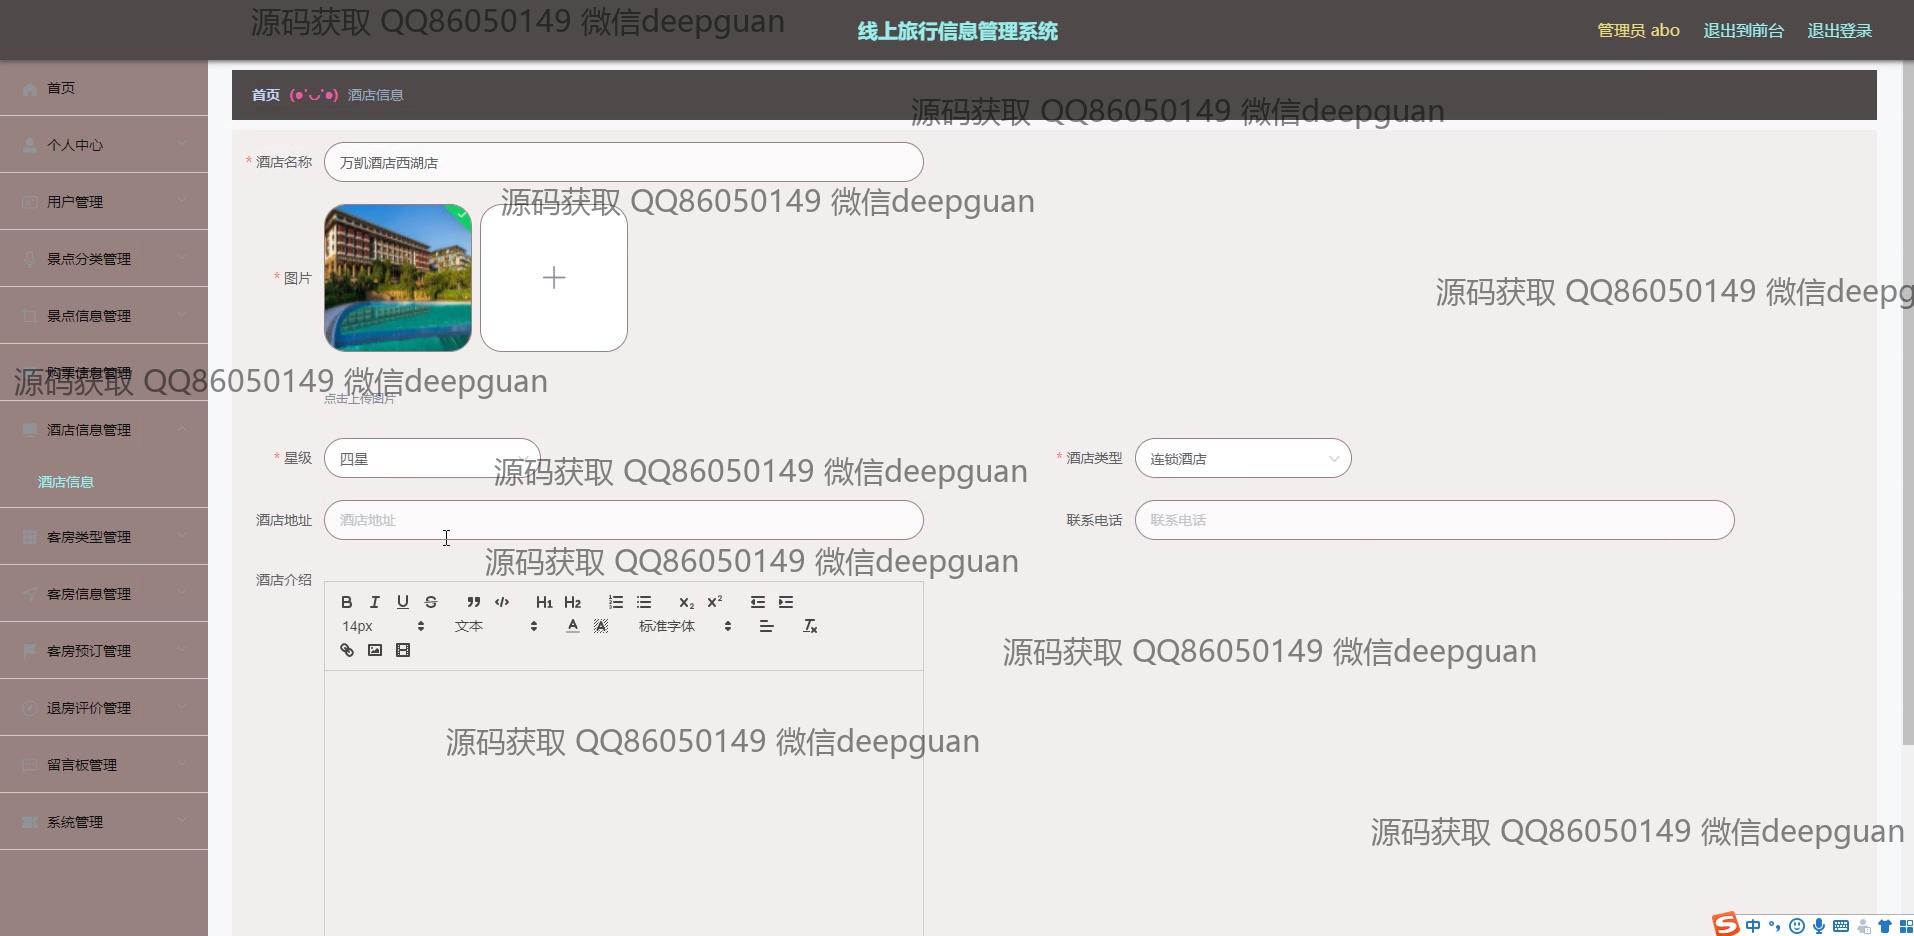 源码获取 QQ86050149 微信deepguan
线上旅行信息管理系统
管理员 abo
退出到前台
退出登录
首页
首页 (●'◡'●) 酒店信息
源码获取 QQ86050149 微信deepguan
个人中心
* 酒店名称
万凯酒店西湖店
用户管理
源码获取 QQ86050149 微信deepguan
景点分类管理
* 图片
源码获取 QQ86050149 微信deepg
景点信息管理
购票信息管理
源码获取 QQ86050149 微信deepguan
点击上传图片
酒店信息管理
* 星级
四星
* 酒店类型
连锁酒店
源码获取 QQ86050149 微信deepguan
酒店信息
酒店地址
酒店地址
联系电话
联系电话
客房类型管理
源码获取 QQ86050149 微信deepguan
酒店介绍
客房信息管理
B I U S H1 H2 X2 X2
14px 文本 A A 标准字体 Tx
客房预订管理
源码获取 QQ86050149 微信deepguan
退房评价管理
源码获取 QQ86050149 微信deepguan
留言板管理
系统管理
源码获取 QQ86050149 微信deepguan
S 中